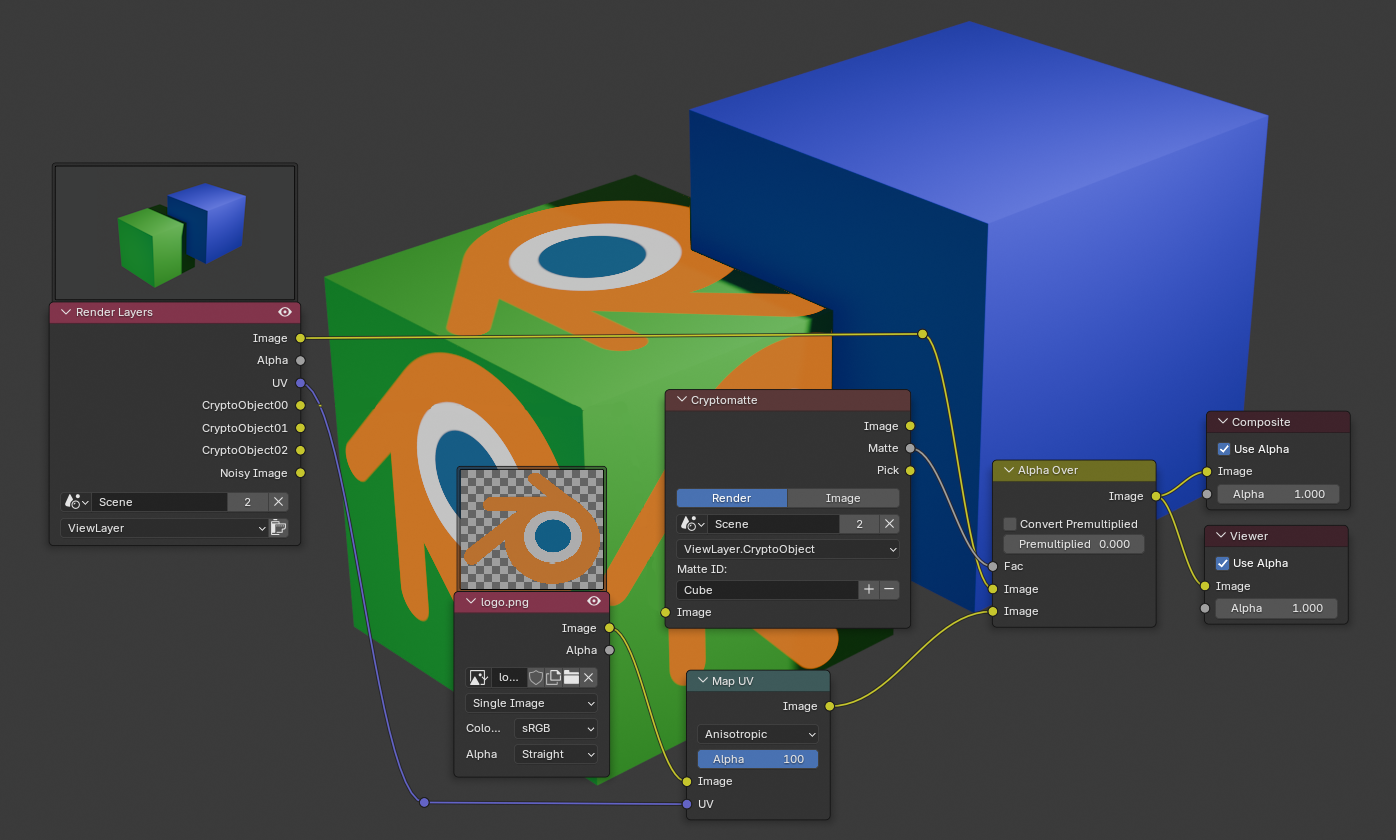 Render Layers
Image
Alpha
UV
CryptoObject00
CryptoObject01
CryptoObject02
Noisy Image
Scene 2
ViewLayer
logo.png
Image
Alpha
lo...
Single Image
Colo... sRGB
Alpha Straight
Cryptomatte
Image
Matte
Pick
Render Image
Scene 2
ViewLayer.CryptoObject
Matte ID:
Cube
Image
Map UV
Image
Anisotropic
Alpha 100
Image
UV
Alpha Over
Image
Convert Premultiplied
Premultiplied 0.000
Fac
Image
Image
Composite
Use Alpha
Image
Alpha 1.000
Viewer
Use Alpha
Image
Alpha 1.000